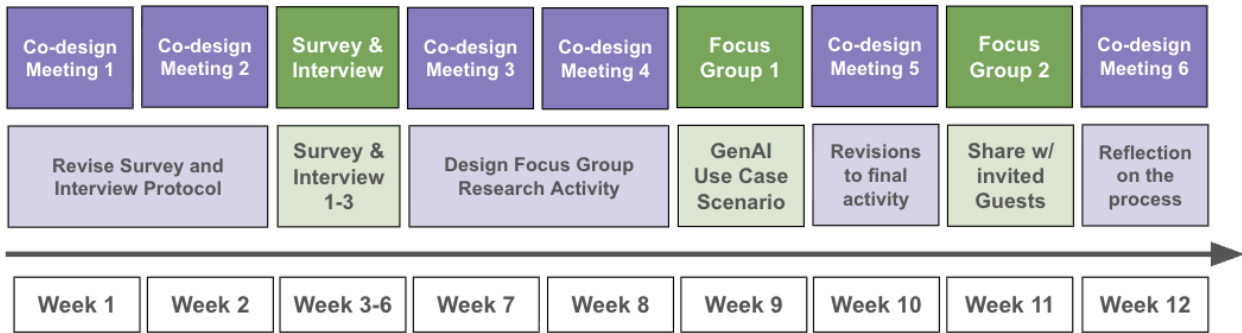 Co-design
Meeting 1
Co-design
Meeting 2
Survey &
Interview
Co-design
Meeting 3
Co-design
Meeting 4
Focus
Group 1
Co-design
Meeting 5
Focus
Group 2
Co-design
Meeting 6
Revise Survey and
Interview Protocol
Survey &
Interview
1-3
Design Focus Group
Research Activity
GenAI
Use Case
Scenario
Revisions
to final
activity
Share w/
invited
Guests
Reflection
on the
process
Week 1
Week 2
Week 3-6
Week 7
Week 8
Week 9
Week 10
Week 11
Week 12